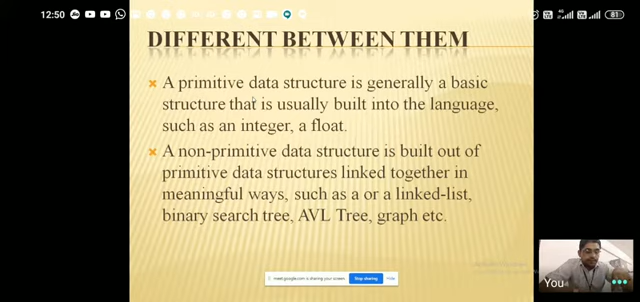 12:50
81
DIFFERENT BETWEEN THEM
A primitive data structure is generally a basic
structure that is usually built into the language,
such as an integer, a float.
A non-primitive data structure is built out of
primitive data structures linked together in
meaningful ways, such as a or a linked-list,
binary search tree, AVL Tree, graph etc.
meet.google.com is sharing your screen. Stop sharing Hide
You